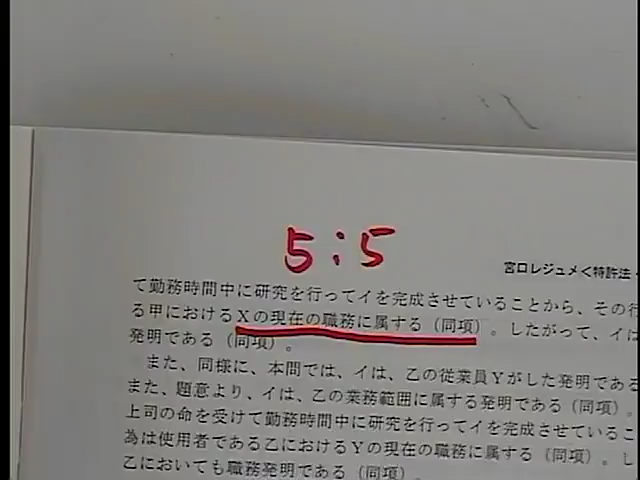 5:5
宮口レジュメ<特許法・
て勤務時間中に研究を行ってイを完成させていることから、その行
る甲におけるXの現在の職務に属する（同項）。したがって、イは
発明である（同項）。
また、同様に、本問では、イは、乙の従業員Yがした発明である
また、題意より、イは、乙の業務範囲に属する発明である（同項）。
上司の命を受けて勤務時間中に研究を行ってイを完成させているこ
為は使用者である乙におけるYの現在の職務に属する（同項）。し
乙においても職務発明である（同項）。